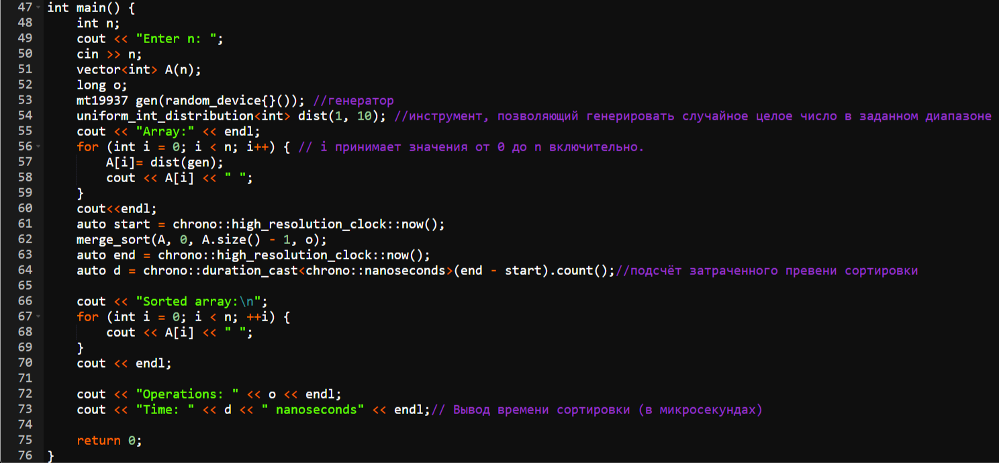 47 int main() {
48 int n;
49 cout << "Enter n: ";
50 cin >> n;
51 vector<int> A(n);
52 long o;
53 mt19937 gen(random_device{}()); //генератор
54 uniform_int_distribution<int> dist(1, 10); //инструмент, позволяющий генерировать случайное целое число в заданном диапазоне
55 cout << "Array:" << endl;
56 for (int i = 0; i < n; i++) { // i принимает значения от 0 до n включительно.
57 A[i]= dist(gen);
58 cout << A[i] << " ";
59 }
60 cout<<endl;
61 auto start = chrono::high_resolution_clock::now();
62 merge_sort(A, 0, A.size() - 1, o);
63 auto end = chrono::high_resolution_clock::now();
64 auto d = chrono::duration_cast<chrono::nanoseconds>(end - start).count();//подсчёт затраченного превени сортировки
65
66 cout << "Sorted array:\n";
67 for (int i = 0; i < n; ++i) {
68 cout << A[i] << " ";
69 }
70 cout << endl;
71
72 cout << "Operations: " << o << endl;
73 cout << "Time: " << d << " nanoseconds" << endl;// Вывод времени сортировки (в микросекундах)
74
75 return 0;
76 }